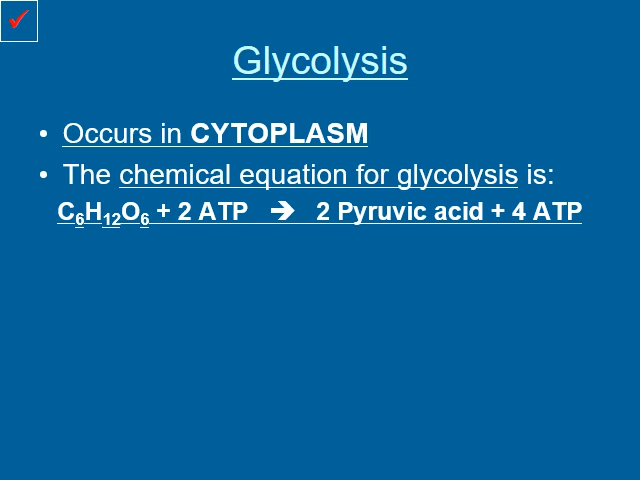 Glycolysis
• Occurs in CYTOPLASM
• The chemical equation for glycolysis is:
C₆H₁₂O₆ + 2 ATP ➔ 2 Pyruvic acid + 4 ATP